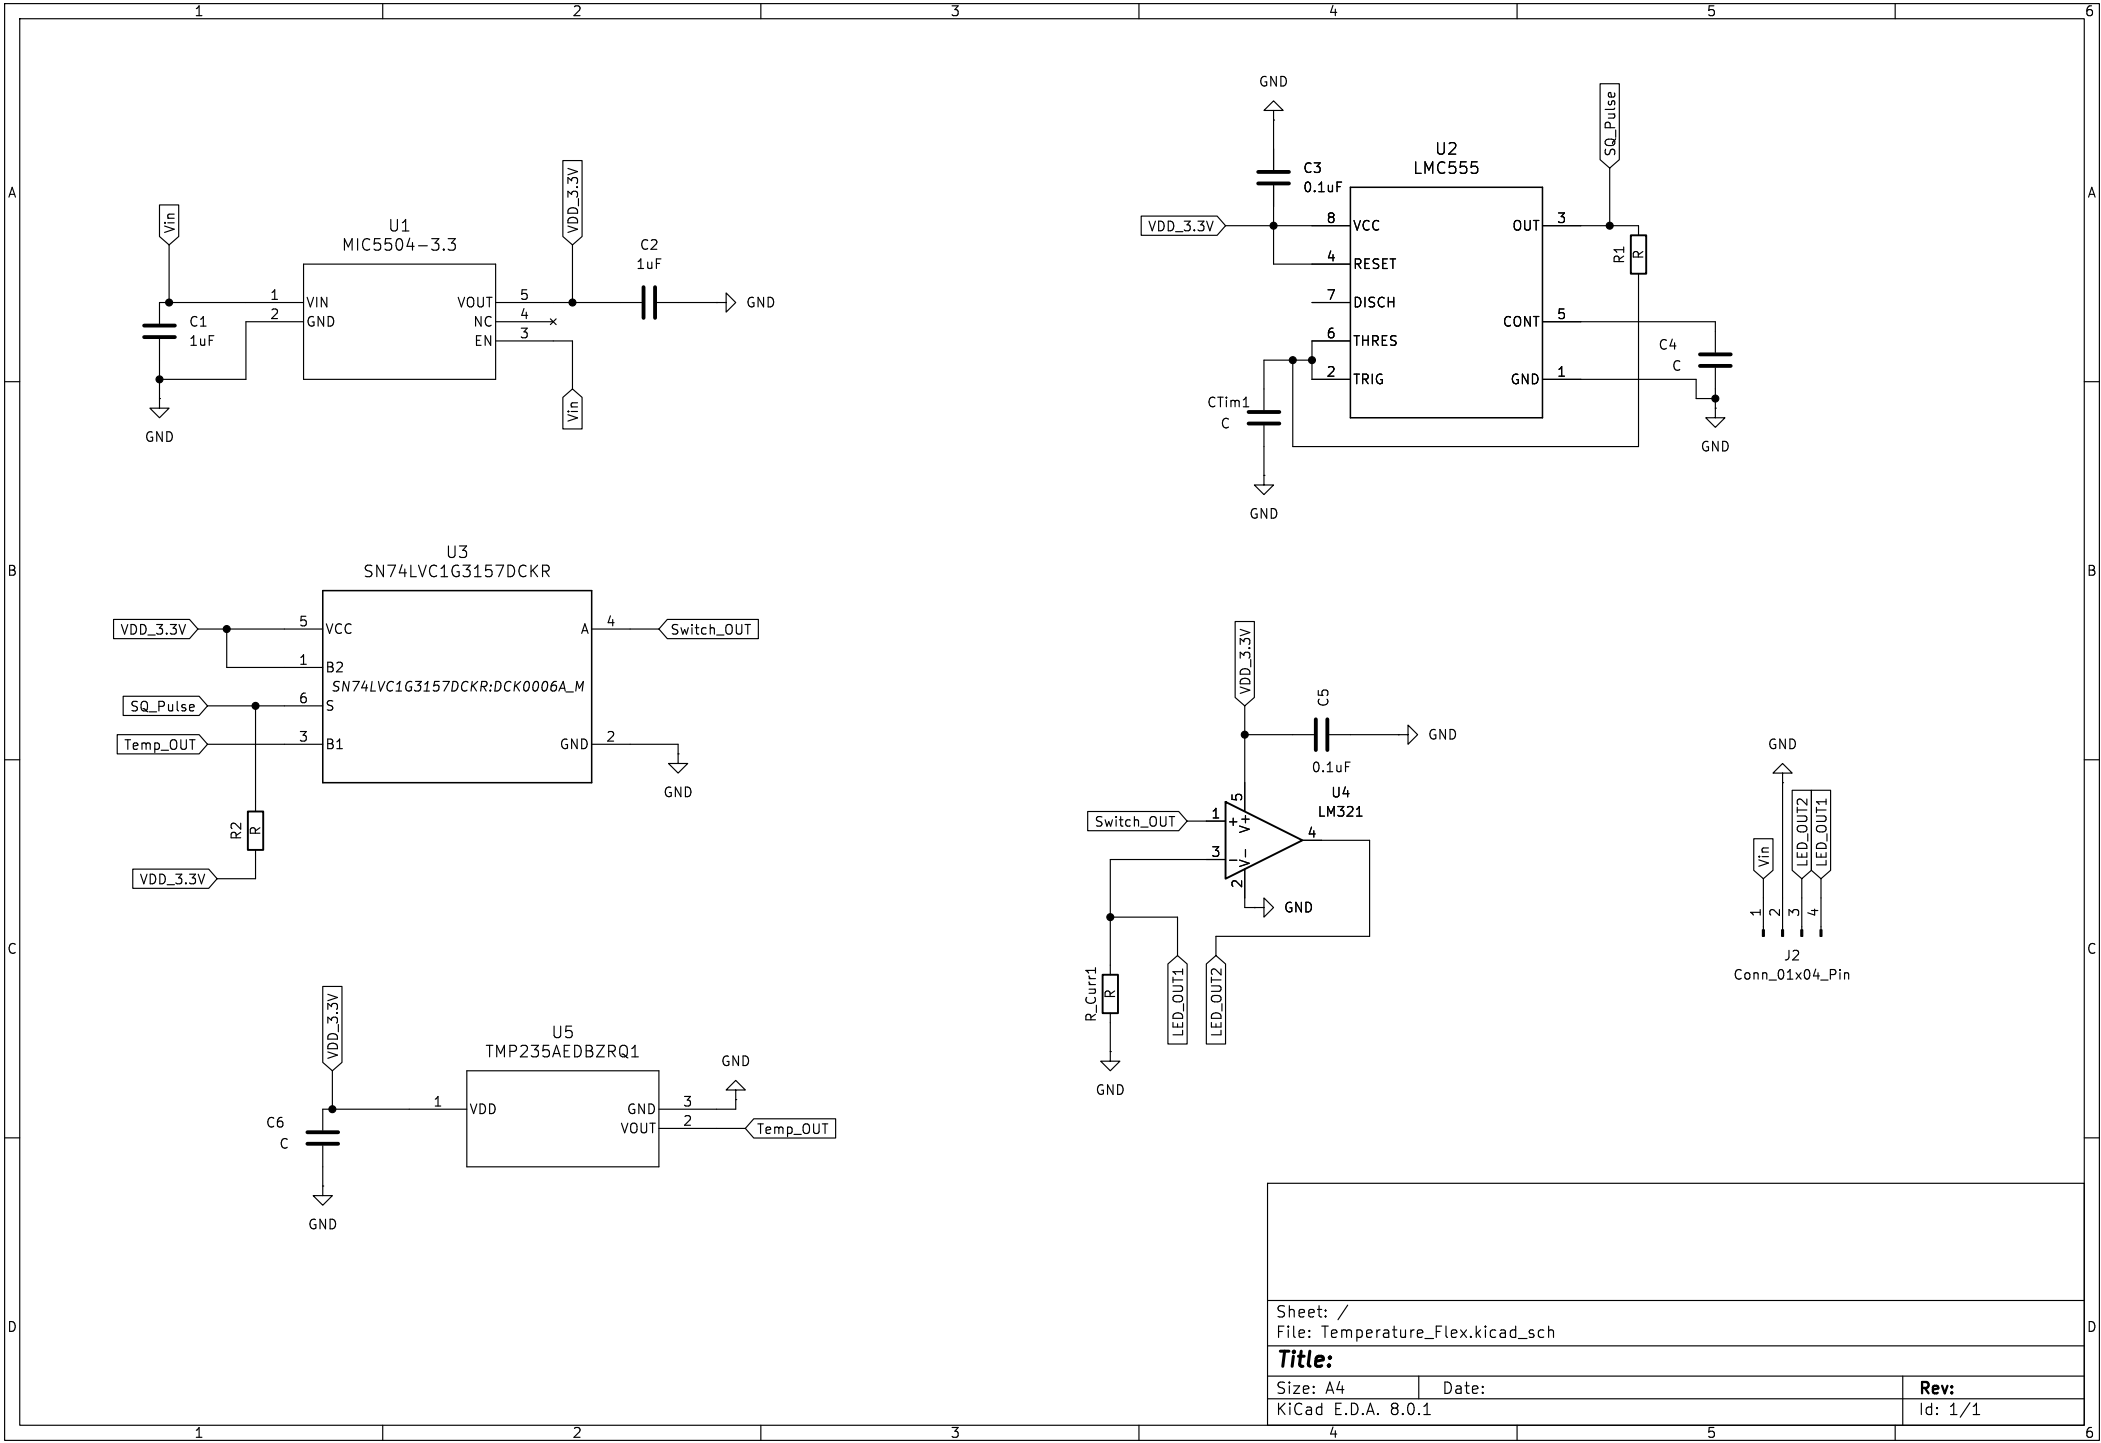 1 2 3 4 5 6
A
B
C
D
A
B
C
D
1 2 3 4 5 6
Vin
VDD_3.3V
U1
MIC5504-3.3
C2
1uF
1 VIN
2 GND
VOUT 5
NC 4
EN 3
GND
C1
1uF
GND
Vin
GND
SQ_Pulse
U2
LMC555
C3
0.1uF
VDD_3.3V
8 VCC
4 RESET
7 DISCH
6 THRES
2 TRIG
OUT 3
CONT 5
GND 1
R1
R
C4
C
GND
CTim1
C
GND
U3
SN74LVC1G3157DCKR
VDD_3.3V
5 VCC
1 B2
SN74LVC1G3157DCKR:DCK0006A_M
SQ_Pulse
6 S
Temp_OUT
3 B1
A 4
Switch_OUT
GND 2
GND
R2
R
VDD_3.3V
VDD_3.3V
C5
0.1uF
GND
U4
LM321
Switch_OUT
1
+
3
-
5
V+
V-
2
4
GND
R_Curr1
R
GND
LED_OUT1
LED_OUT2
GND
Vin
LED_OUT2
LED_OUT1
1
2
3
4
J2
Conn_01x04_Pin
VDD_3.3V
U5
TMP235AEDBZRQ1
GND
1 VDD
GND 3
VOUT 2
Temp_OUT
C6
C
GND
Sheet: /
File: Temperature_Flex.kicad_sch
Title:
Size: A4 Date: Rev:
KiCad E.D.A. 8.0.1 Id: 1/1